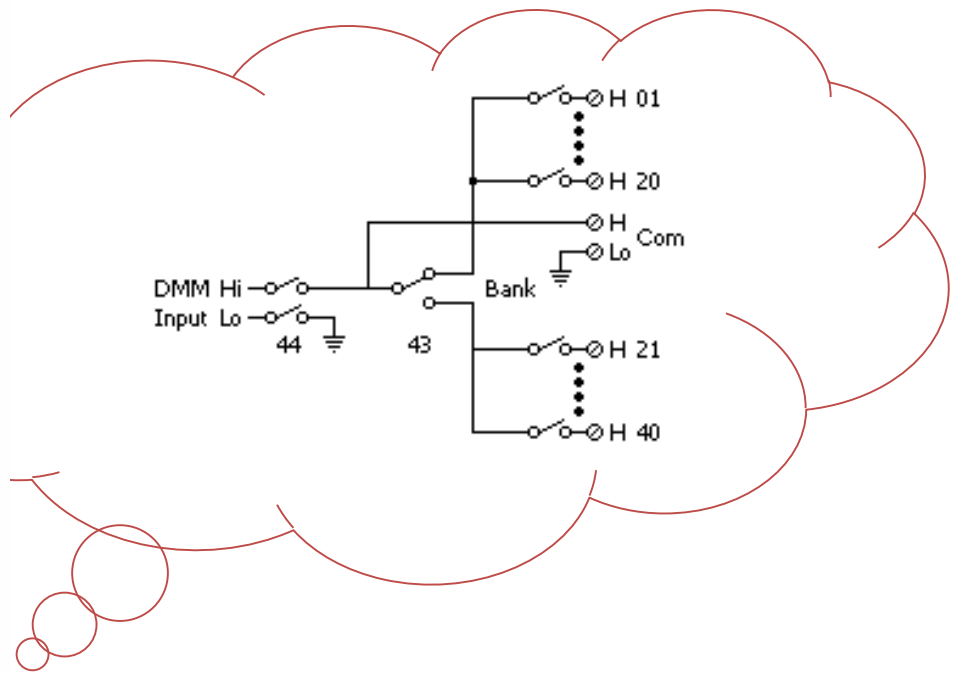 H 01
H 20
H
Com
Lo
DMM Hi
Bank
Input Lo
44
43
H 21
H 40